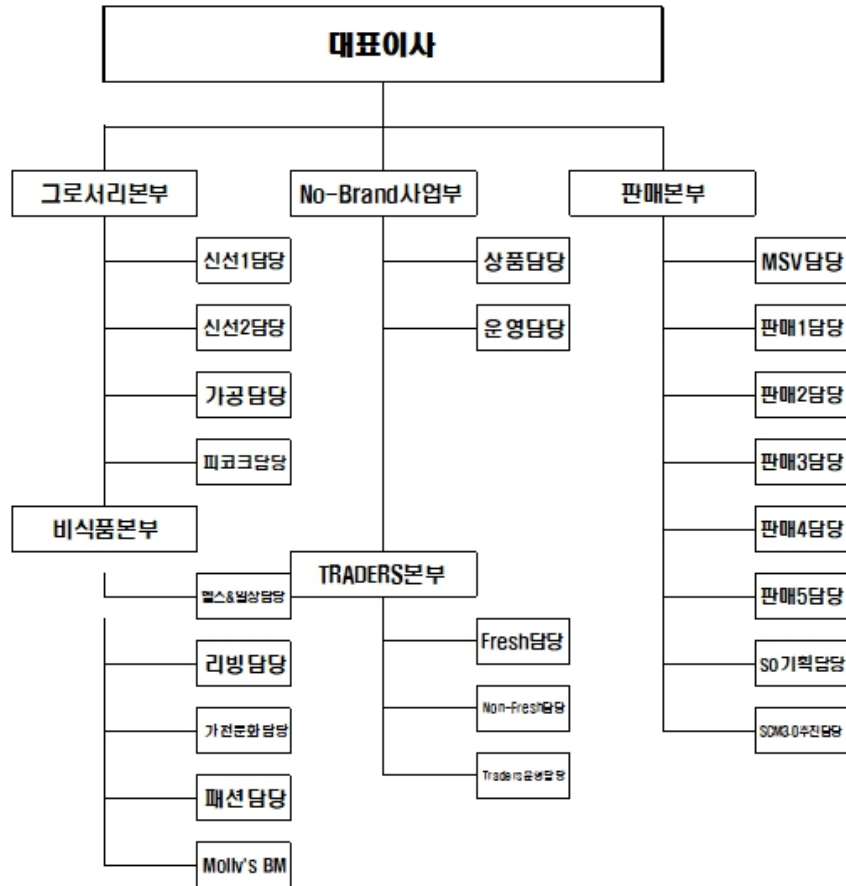 대표이사
그로서리본부
신선1담당
신선2담당
가공담당
피코크담당
비식품본부
헬스&일상담당
리빙담당
가전문화담당
패션담당
Molly's BM
No-Brand사업부
상품담당
운영담당
TRADERS본부
Fresh담당
Non-Fresh담당
Traders운영담당
판매본부
MSV담당
판매1담당
판매2담당
판매3담당
판매4담당
판매5담당
SO기획담당
SCM3.0추진담당